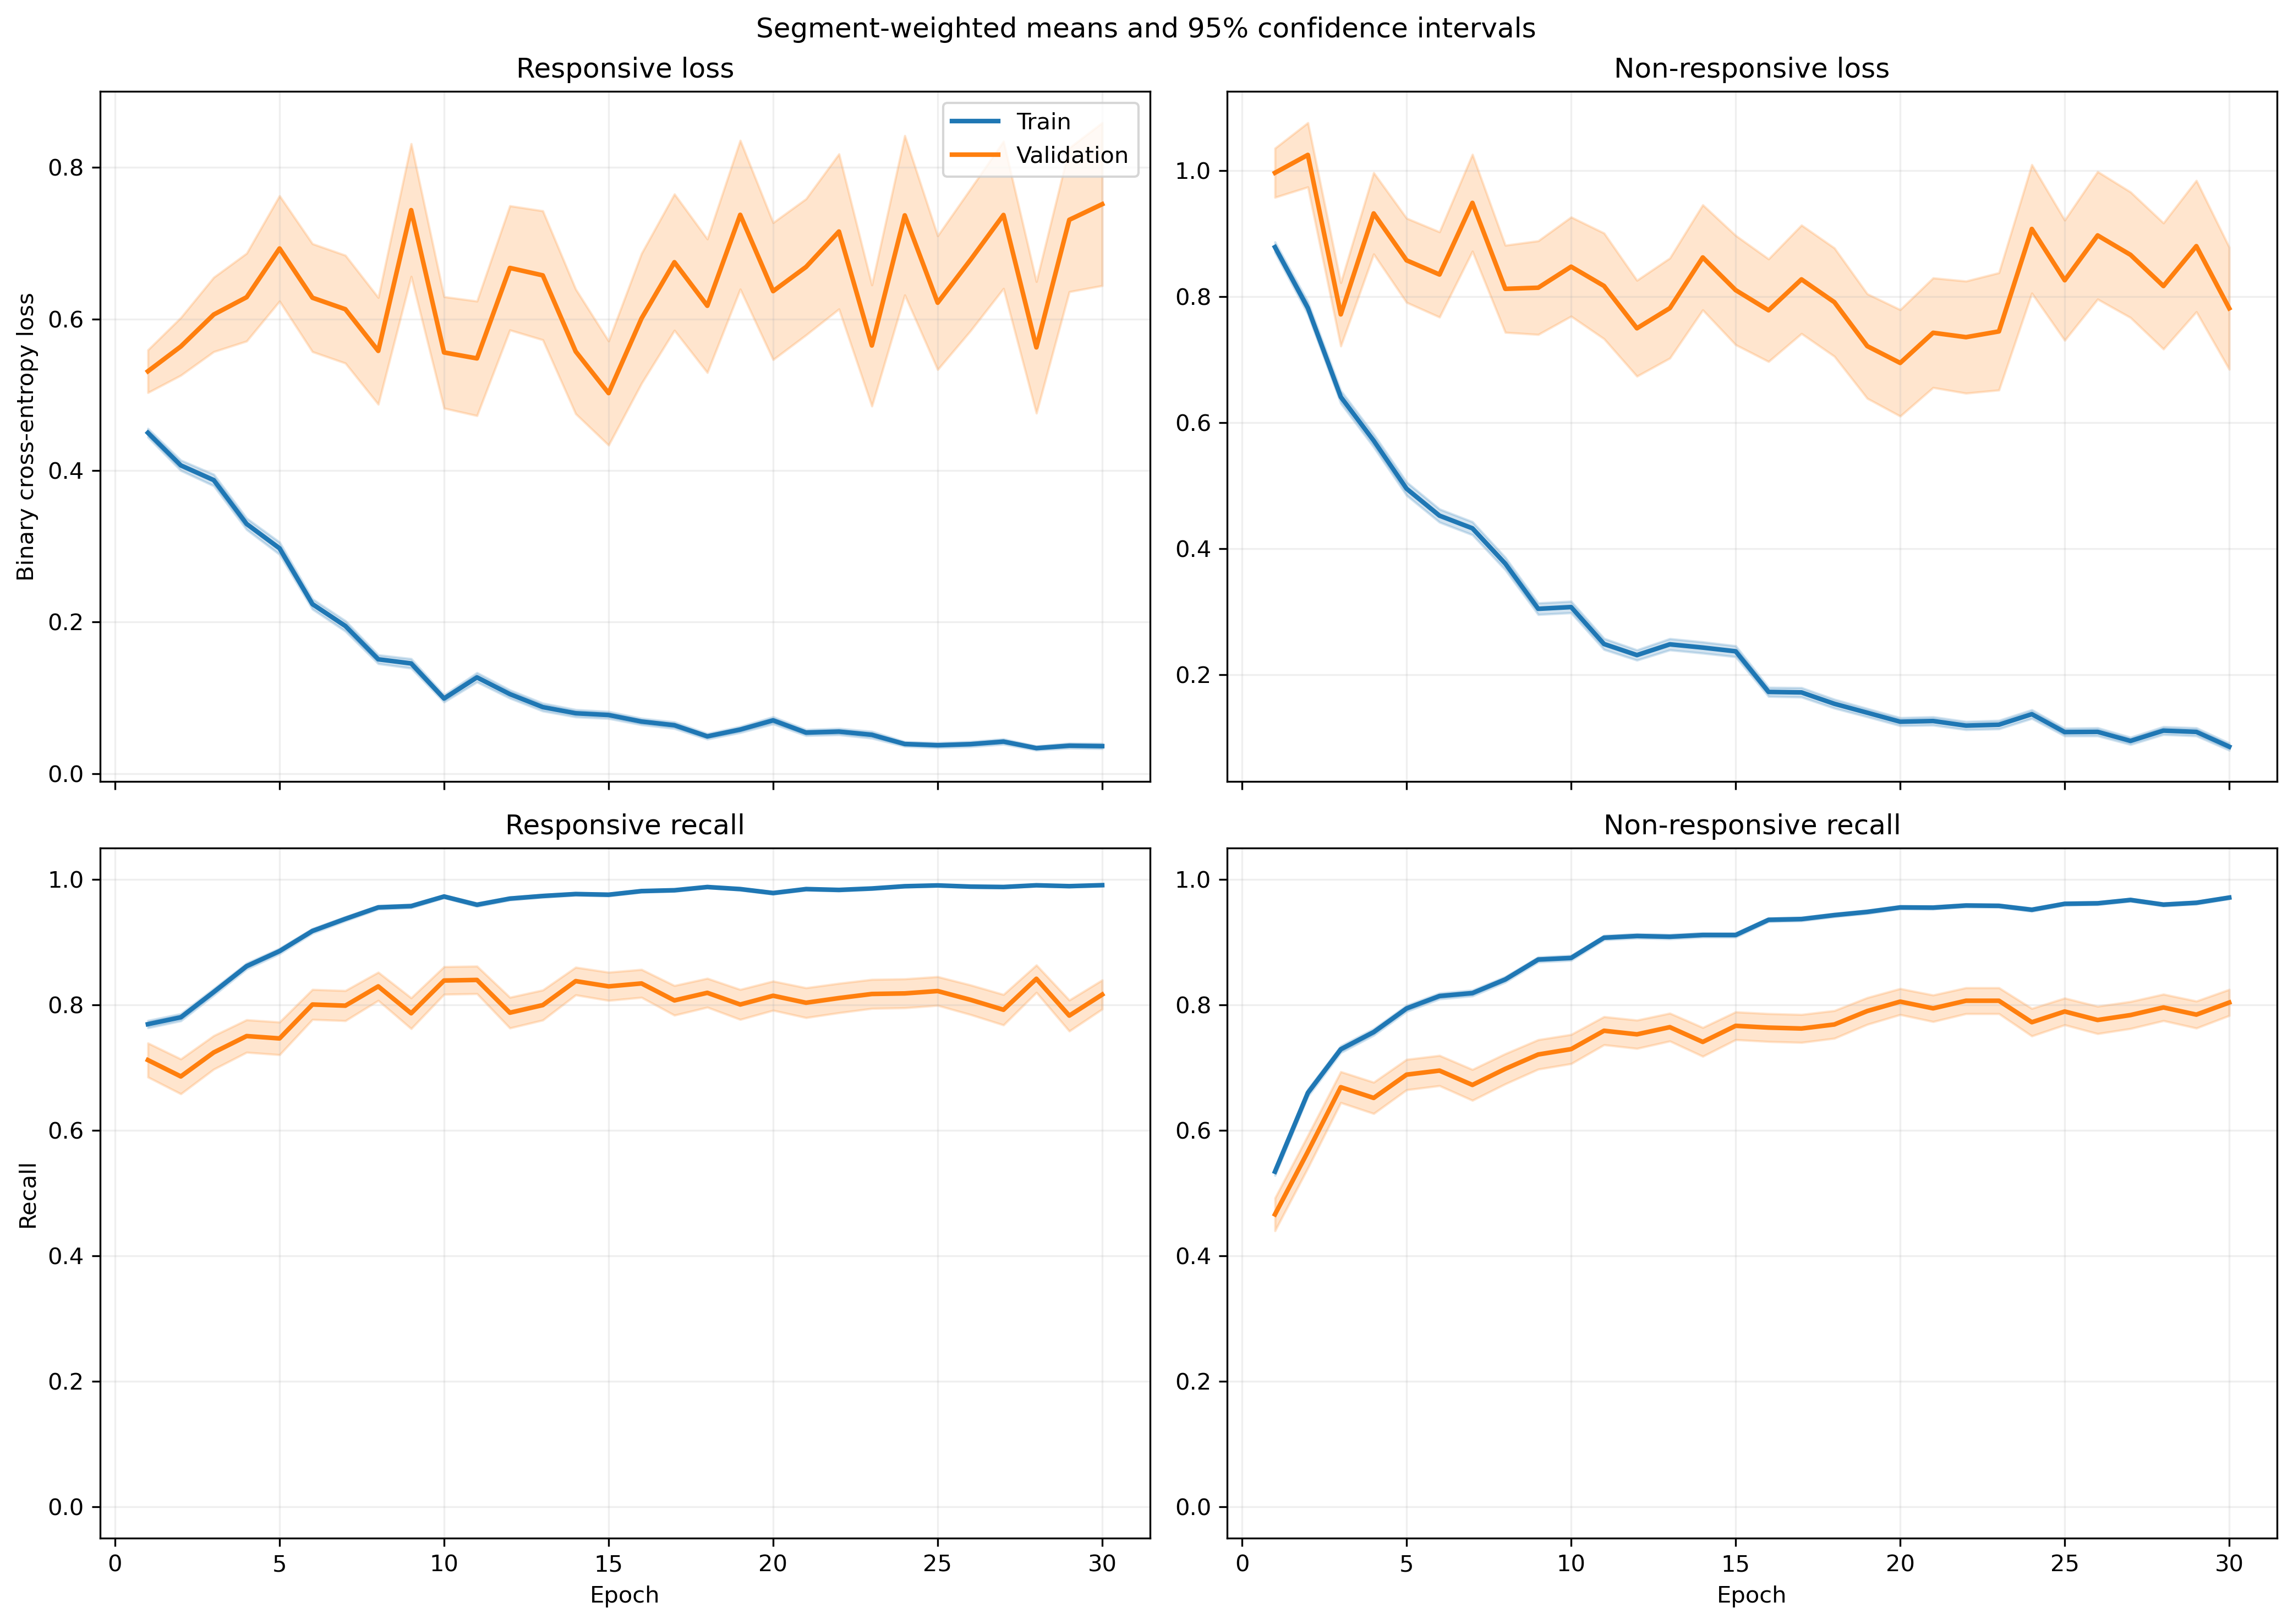 Segment-weighted means and 95% confidence intervals
Responsive loss
Non-responsive loss
Train
Validation
Binary cross-entropy loss
0.8
0.6
0.4
0.2
0.0
1.0
0.8
0.6
0.4
0.2
Responsive recall
Non-responsive recall
Recall
1.0
0.8
0.6
0.4
0.2
0.0
0 5 10 15 20 25 30
Epoch
1.0
0.8
0.6
0.4
0.2
0.0
0 5 10 15 20 25 30
Epoch